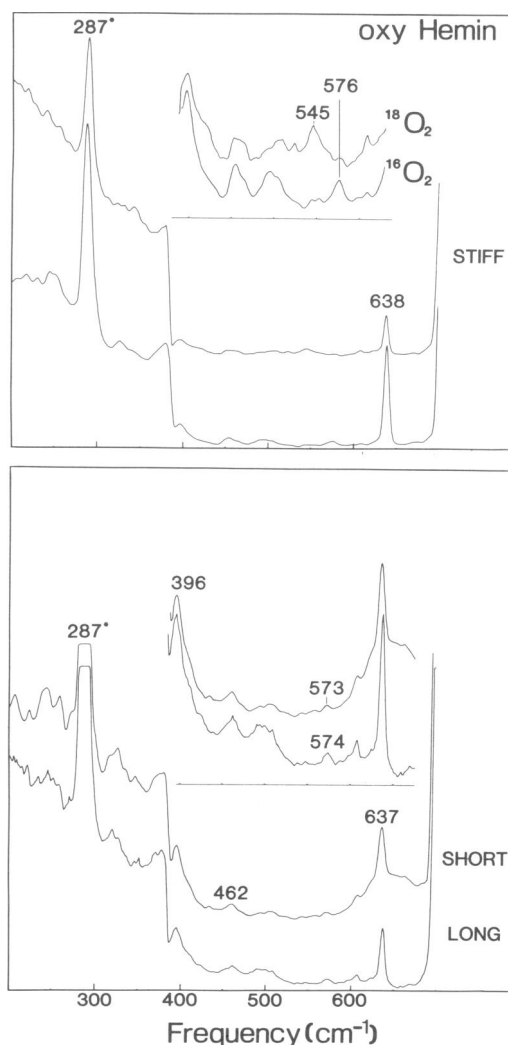 oxy Hemin
287*
545
576
18O2
16O2
STIFF
638
396
287*
573
574
637
462
SHORT
LONG
300
400
500
600
Frequency (cm-1)